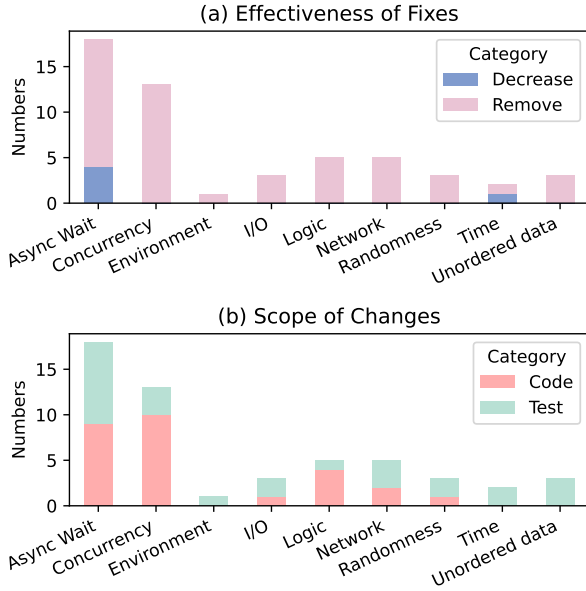 (a) Effectiveness of Fixes
Numbers
15
10
5
0
Category
Decrease
Remove
Async Wait
Concurrency
Environment
I/O
Logic
Network
Randomness
Time
Unordered data
(b) Scope of Changes
Numbers
15
10
5
0
Category
Code
Test
Async Wait
Concurrency
Environment
I/O
Logic
Network
Randomness
Time
Unordered data